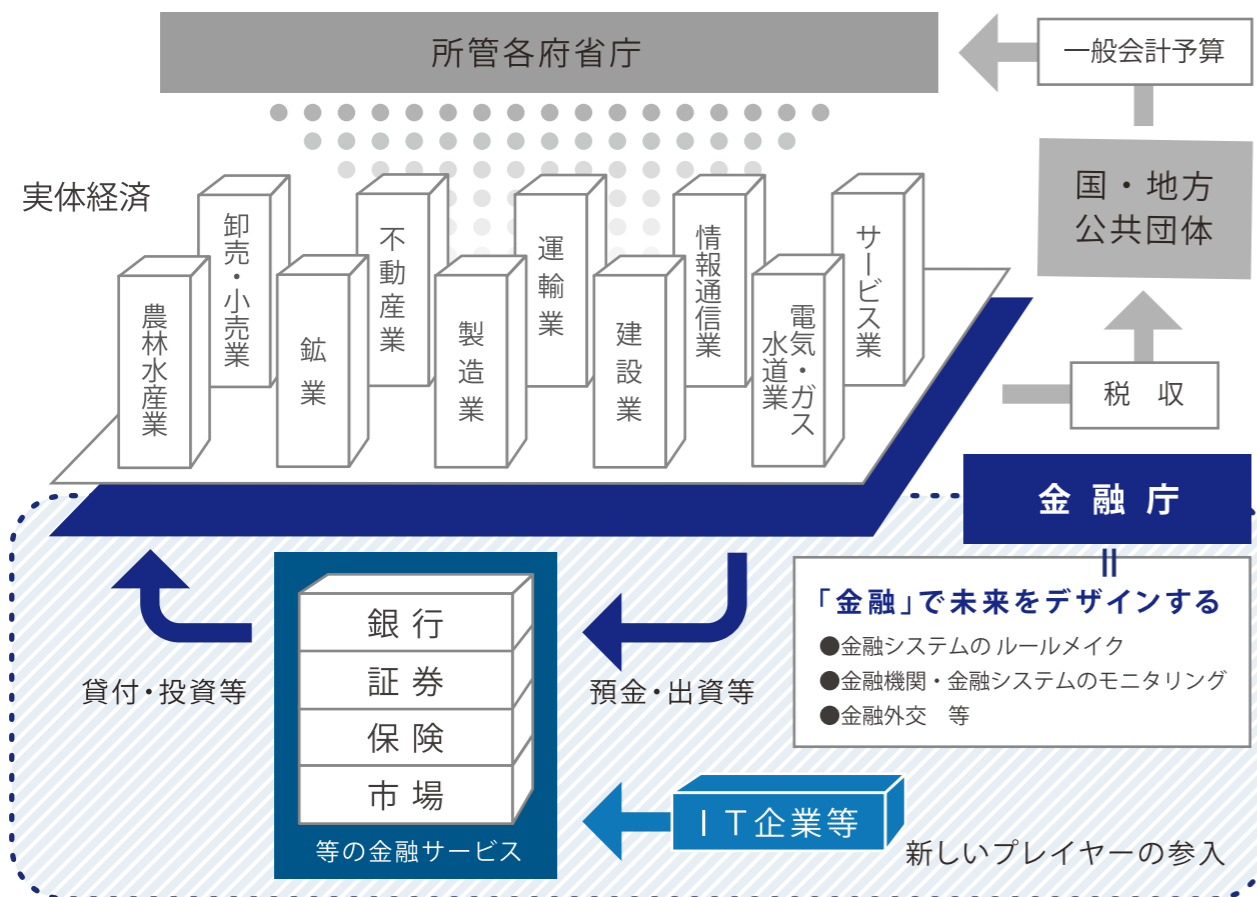 所管各府省庁
一般会計予算
国・地方
公共団体
税 収
実体経済
卸売・小売業
不動産業
運輸業
情報通信業
サービス業
農林水産業
鉱業
製造業
建設業
電気・ガス
水道業
金融庁
「金融」で未来をデザインする
●金融システムのルールメイク
●金融機関・金融システムのモニタリング
●金融外交 等
貸付・投資等
銀行
証券
保険
市場
等の金融サービス
預金・出資等
IT企業等
新しいプレイヤーの参入